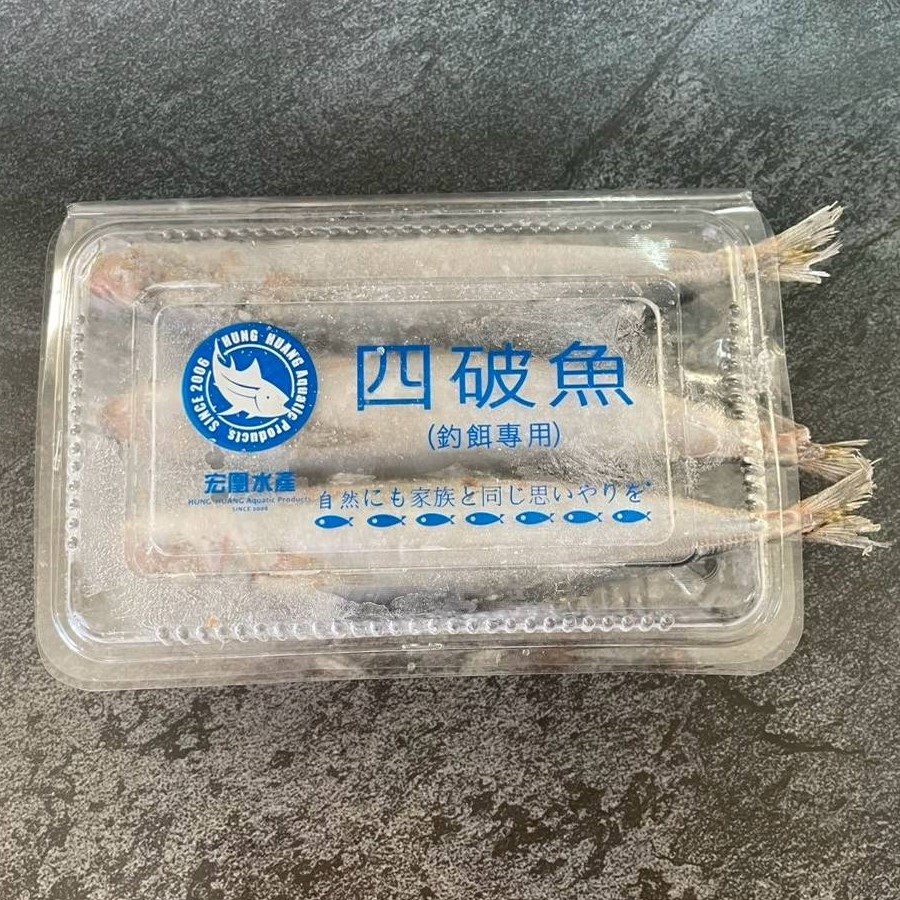 HUNG HUANG Aquatic Products SINCE 2006
四破魚
(釣餌專用)
宏凰水產
HUNG HUANG Aquatic Products
SINCE 2006
自然にも家族と同じ思いやりを